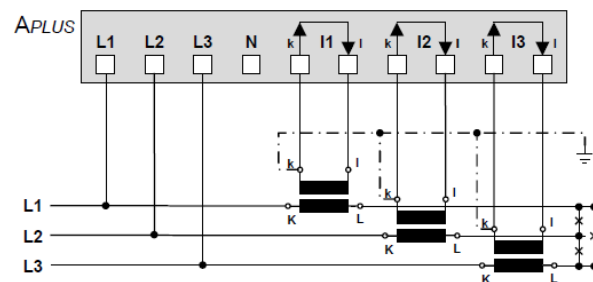 APLUS L1 L2 L3 N k I1 l k I2 l k I3 l
k l
k l
k l
L1 K L
L2 K L
L3 K L